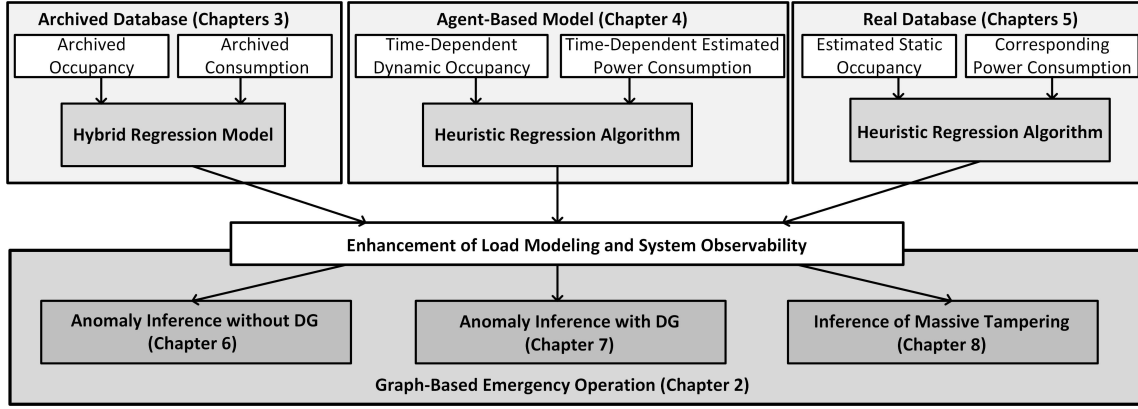 Archived Database (Chapters 3)
Archived
Occupancy
Archived
Consumption
Hybrid Regression Model
Agent-Based Model (Chapter 4)
Time-Dependent
Dynamic Occupancy
Time-Dependent Estimated
Power Consumption
Heuristic Regression Algorithm
Real Database (Chapters 5)
Estimated Static
Occupancy
Corresponding
Power Consumption
Heuristic Regression Algorithm
Enhancement of Load Modeling and System Observability
Anomaly Inference without DG
(Chapter 6)
Anomaly Inference with DG
(Chapter 7)
Inference of Massive Tampering
(Chapter 8)
Graph-Based Emergency Operation (Chapter 2)